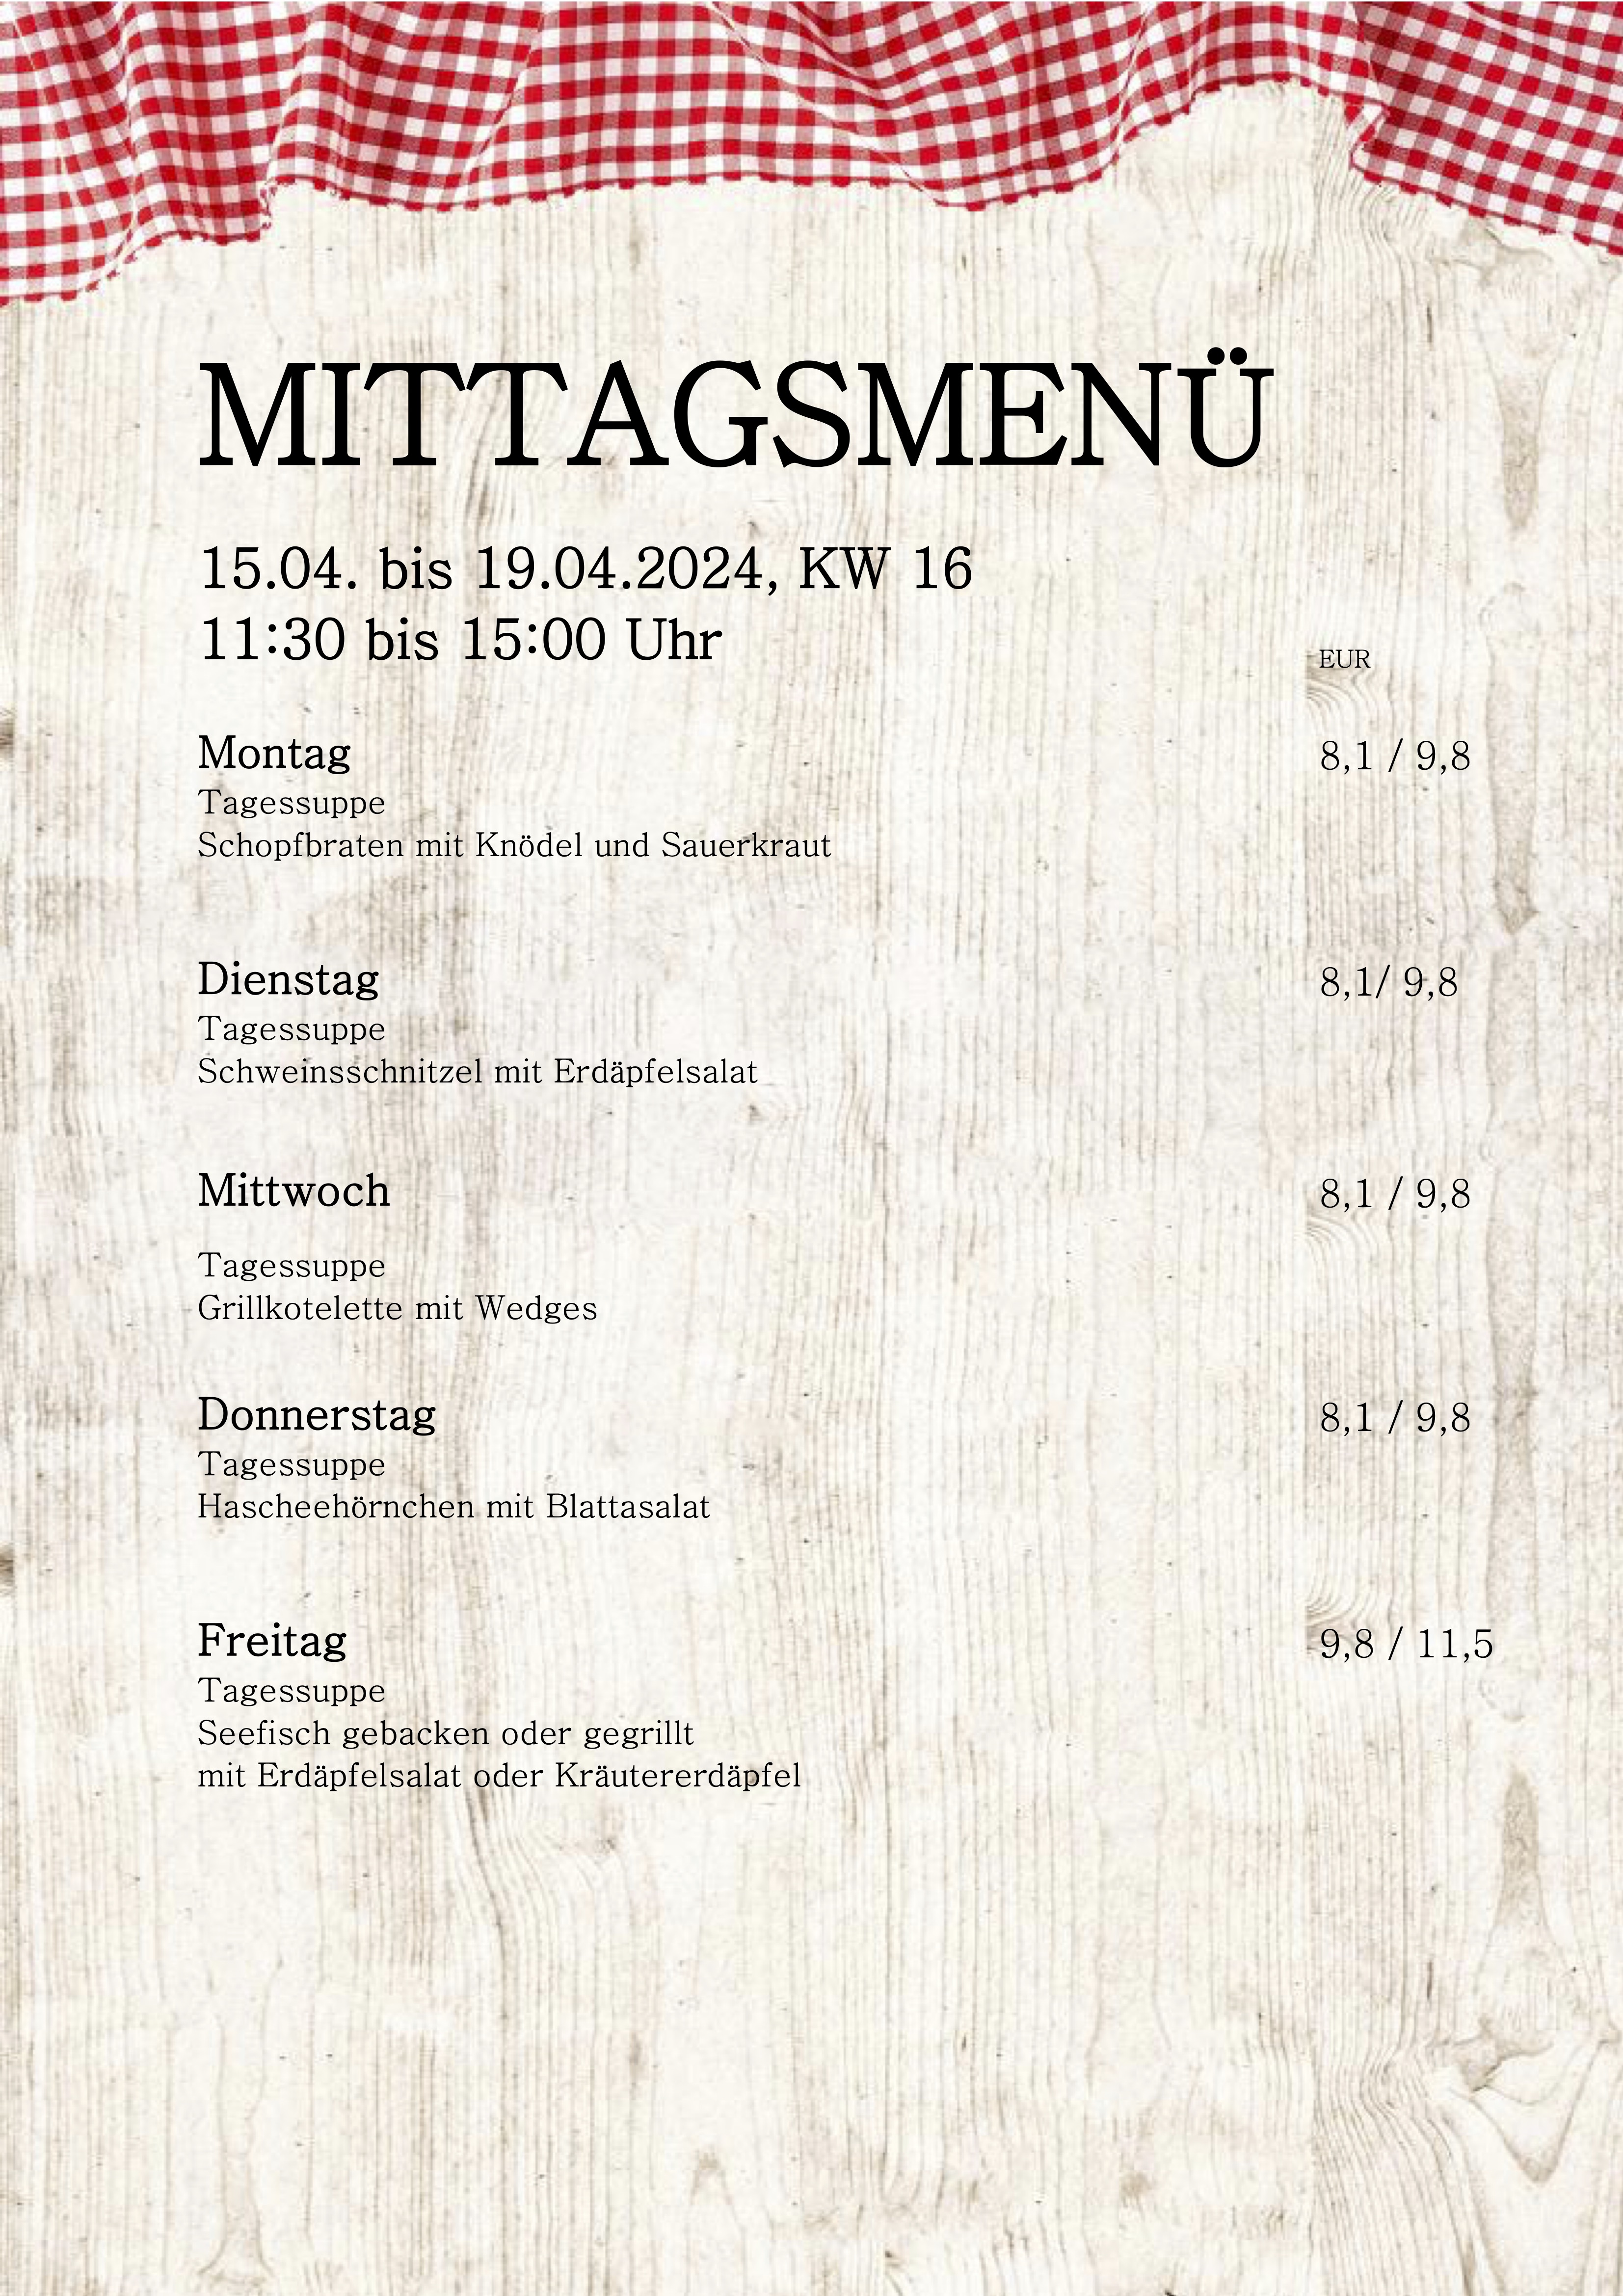 MITTAGSMENÜ
15.04. bis 19.04.2024, KW 16
11:30 bis 15:00 Uhr
EUR
Montag 8,1 / 9,8
Tagessuppe
Schopfbraten mit Knödel und Sauerkraut
Dienstag 8,1/ 9,8
Tagessuppe
Schweinsschnitzel mit Erdäpfelsalat
Mittwoch 8,1 / 9,8
Tagessuppe
Grillkotelette mit Wedges
Donnerstag 8,1 / 9,8
Tagessuppe
Hascheehörnchen mit Blattasalat
Freitag 9,8 / 11,5
Tagessuppe
Seefisch gebacken oder gegrillt
mit Erdäpfelsalat oder Kräutererdäpfel